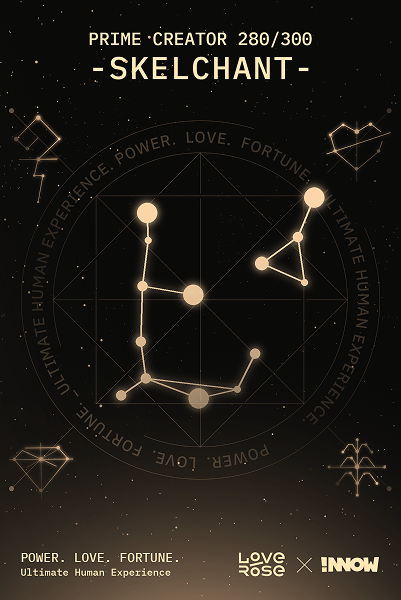 PRIME CREATOR 280/300
-SKELCHANT-
POWER. LOVE. FORTUNE. ULTIMATE HUMAN EXPERIENCE.
POWER. LOVE. FORTUNE - ULTIMATE HUMAN EXPERIENCE.
POWER. LOVE. FORTUNE.
Ultimate Human Experience
LOVE
ROSE
INNOW